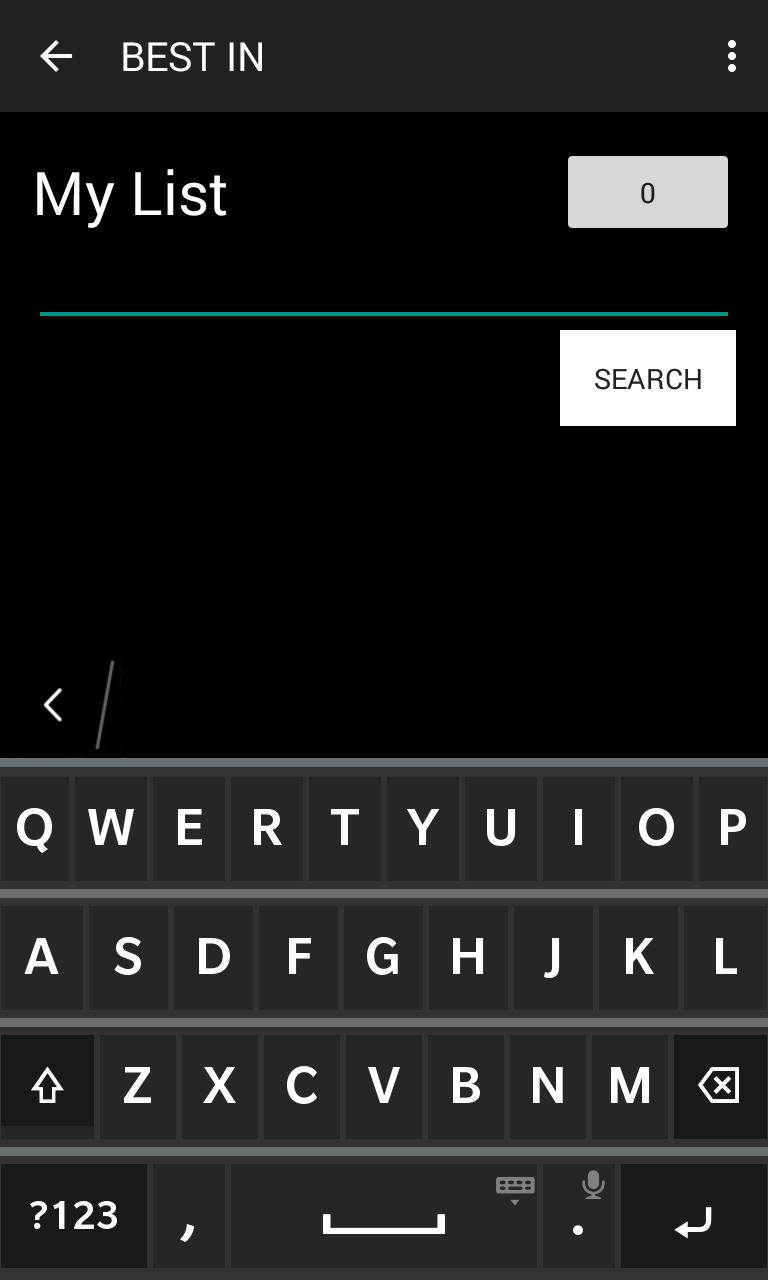 BEST IN
My List
0
SEARCH
Q W E R T Y U I O P
A S D F G H J K L
Z X C V B N M
?123 , .